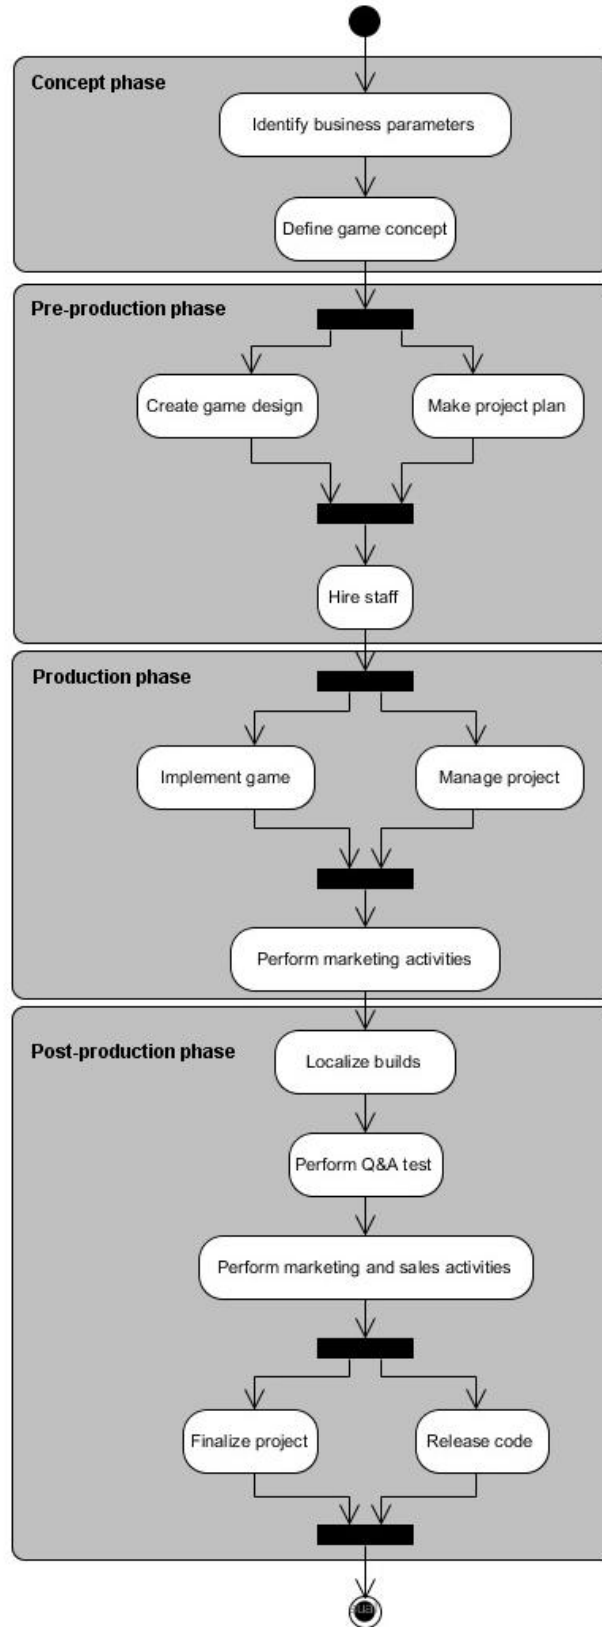 Concept phase
Identify business parameters
Define game concept
Pre-production phase
Create game design
Make project plan
Hire staff
Production phase
Implement game
Manage project
Perform marketing activities
Post-production phase
Localize builds
Perform Q&A test
Perform marketing and sales activities
Finalize project
Release code